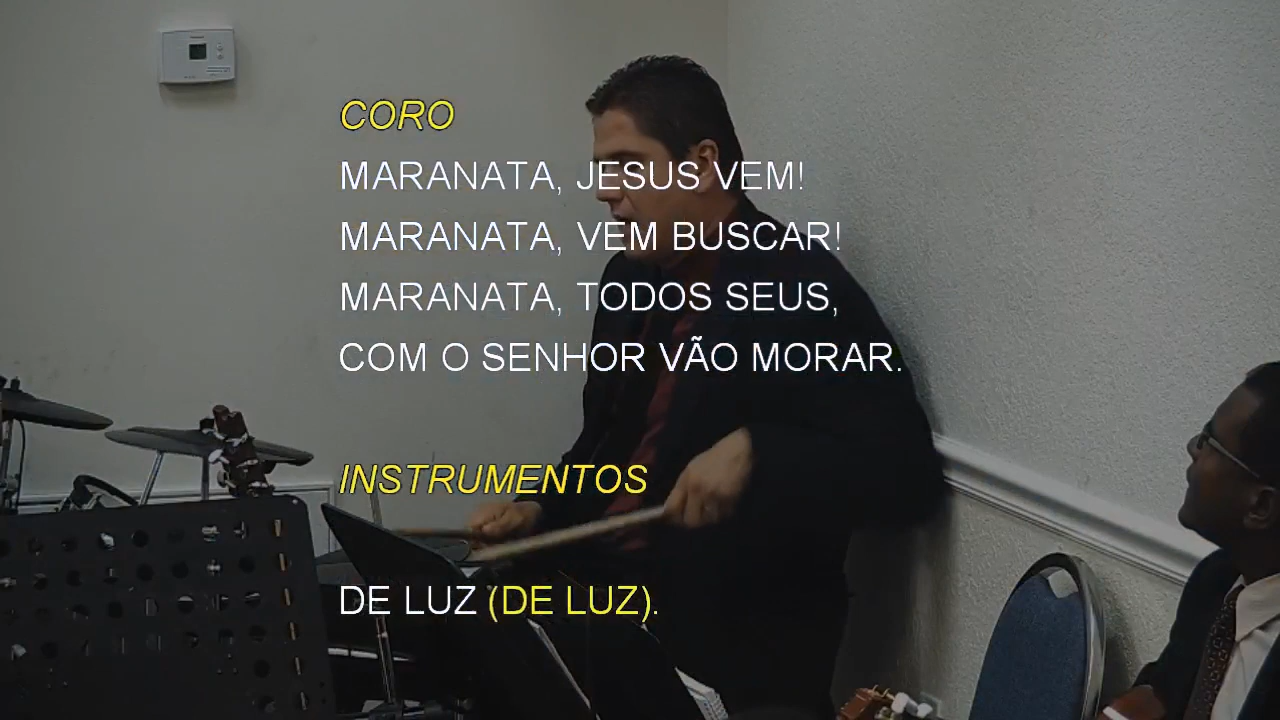 CORO
MARANATA, JESUS VEM!
MARANATA, VEM BUSCAR!
MARANATA, TODOS SEUS,
COM O SENHOR VÃO MORAR.
INSTRUMENTOS
DE LUZ (DE LUZ).